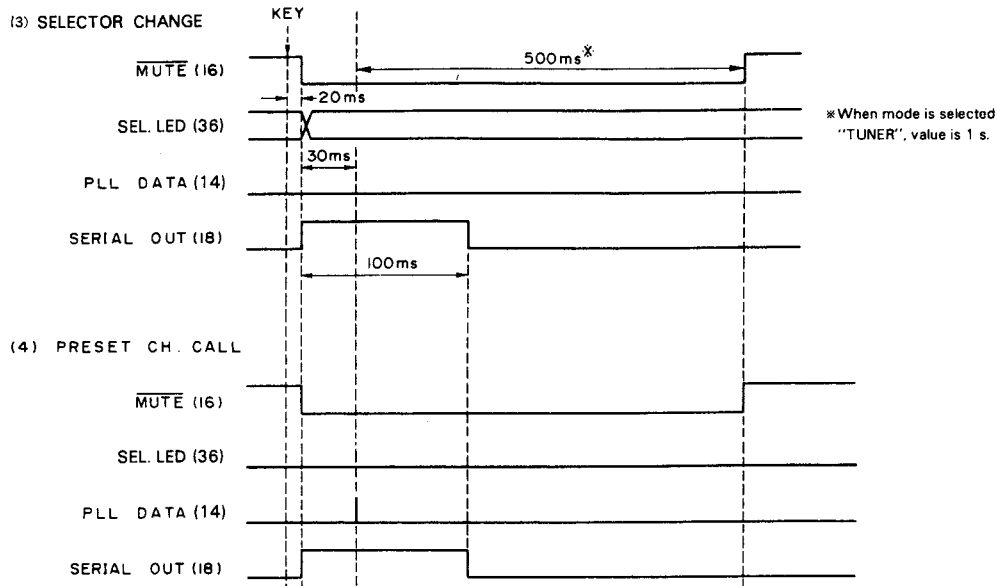 KEY
(3) SELECTOR CHANGE
500ms※
MUTE (16)
20ms
SEL. LED (36)
※When mode is selected
"TUNER", value is 1 s.
30ms
PLL DATA (14)
SERIAL OUT (18)
100ms
(4) PRESET CH. CALL
MUTE (16)
SEL. LED (36)
PLL DATA (14)
SERIAL OUT (18)